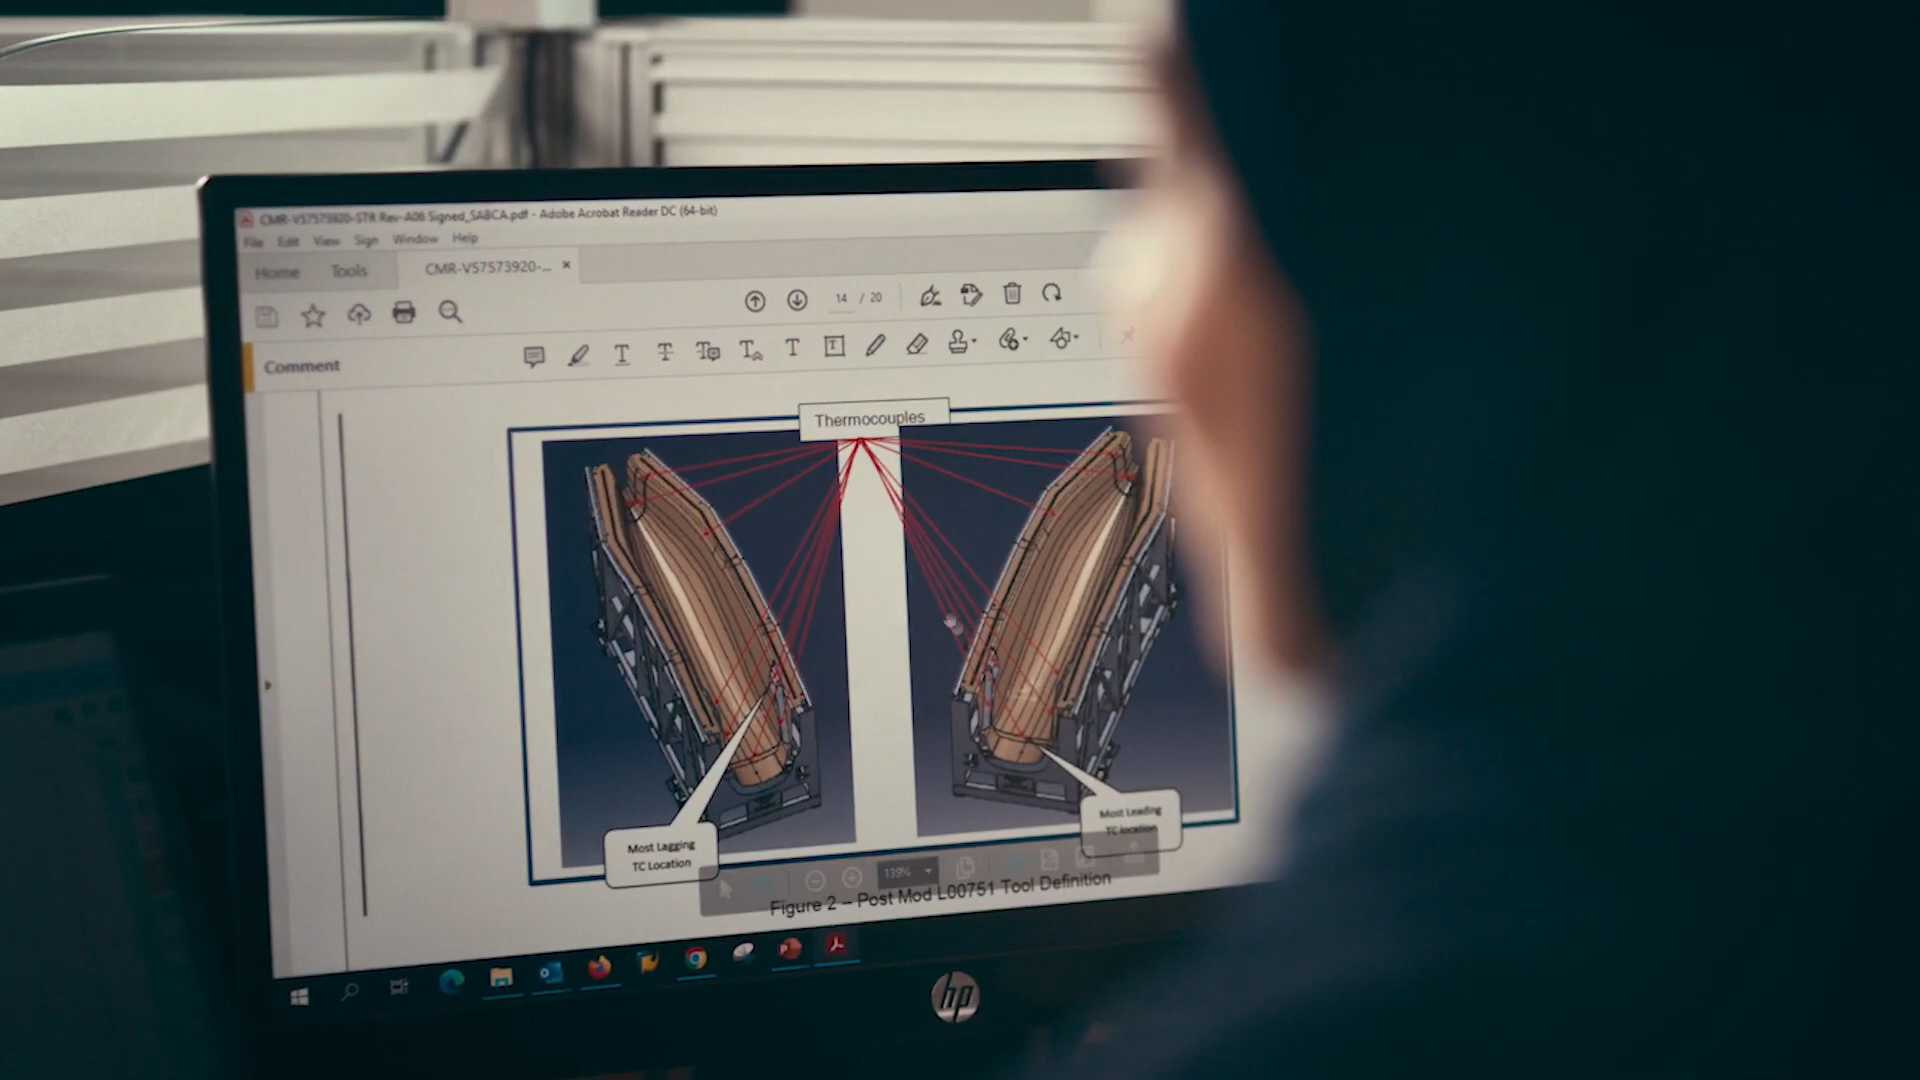 CMR-V57573920-STR Rev-A06 Signed_SABCA.pdf - Adobe Acrobat Reader DC (64-bit)
File Edit View Sign Window Help
Home Tools CMR-V57573920-... ×
14 / 20
Comment
Thermocouples
Most Leading
TC location
Most Lagging
TC Location
139%
Figure 2 – Post Mod L00751 Tool Definition
hp